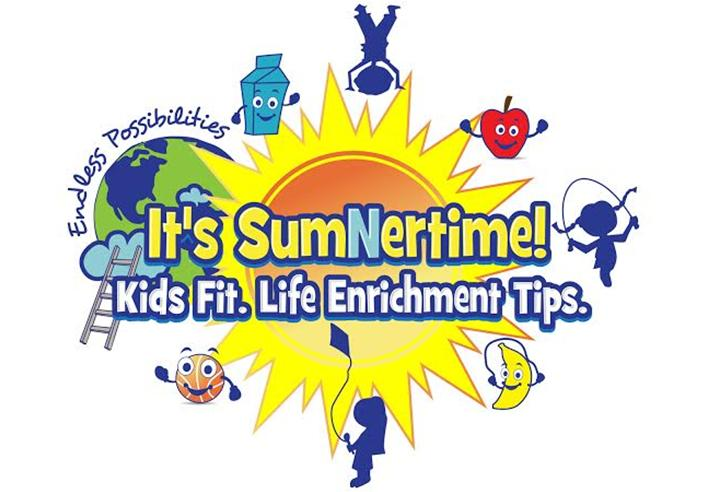 Endless Possibilities
It's SumNertime!
Kids Fit. Life Enrichment Tips.